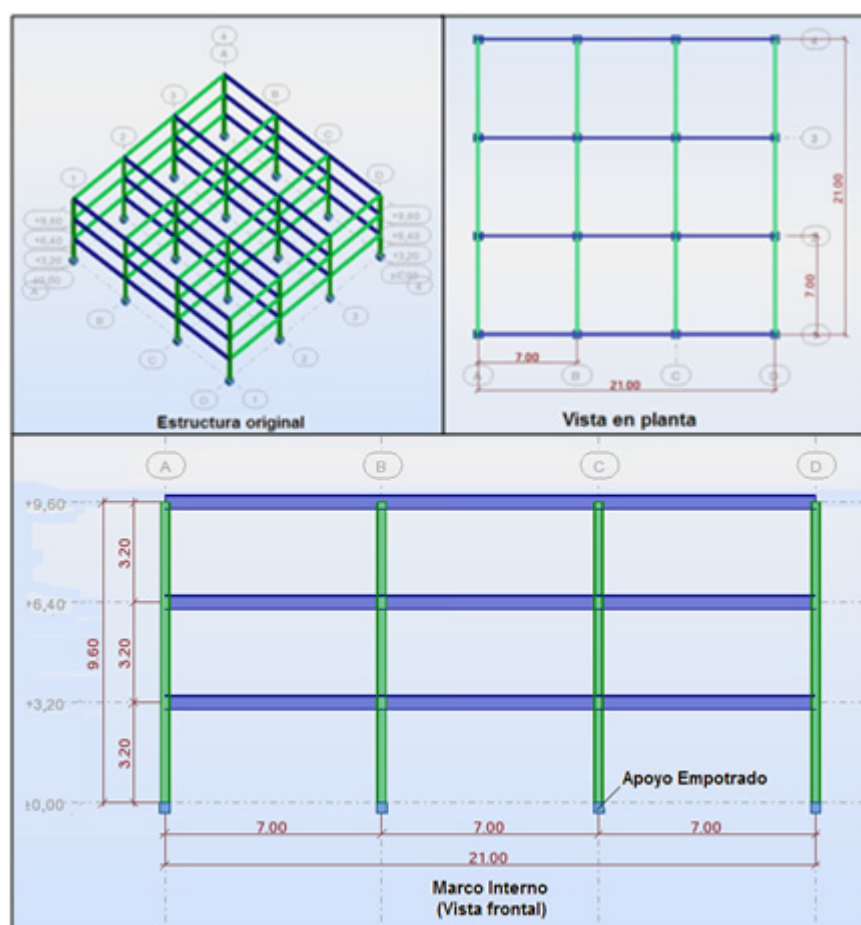 4
A
3
B
2
C
1
D
+9,60
+9,60
+6,40
+6,40
+3,20
+3,20
±0,00
A
4
B
3
C
2
D
1
Estructura original
4
3
21.00
7.00
7.00
A B C D
21.00
Vista en planta
A B C D
+9,60
3.20
+6,40
9.60
3.20
+3,20
3.20
Apoyo Empotrado
±0,00
7.00 7.00 7.00
21.00
Marco Interno
(Vista frontal)